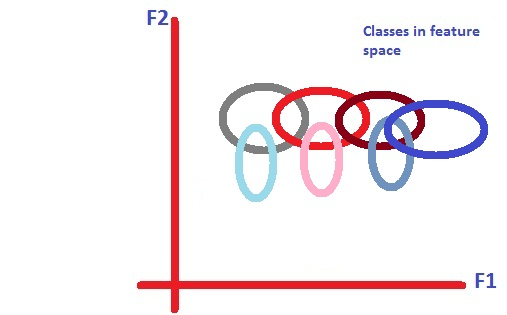 F2
Classes in feature
space
F1